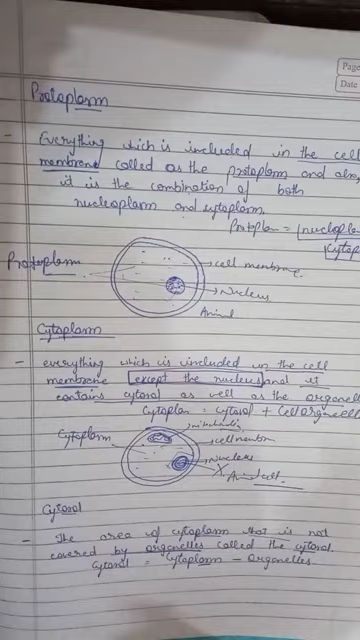 Page
Date
Protoplasm
- Everything which is included in the cell
membrane called as the protoplasm and also
it is the combination of both
nucleoplasm and cytoplasm.
Protoplasm = [nucleopla
Cytop
Protoplasm
cell membrane
Nucleus
Animal
Cytoplasm
- everything which is included in the cell
membrane [except the nucleus] and it
contains cytosol as well as the organell
Cytoplasm = cytosol + Cell organell
mitochondria
Cytoplasm
cell membrane
Nucleus
X Animal cell.
Cytosol
- The area of cytoplasm that is not
covered by organelles called the cytosol.
Cytosol = cytoplasm - organelles.